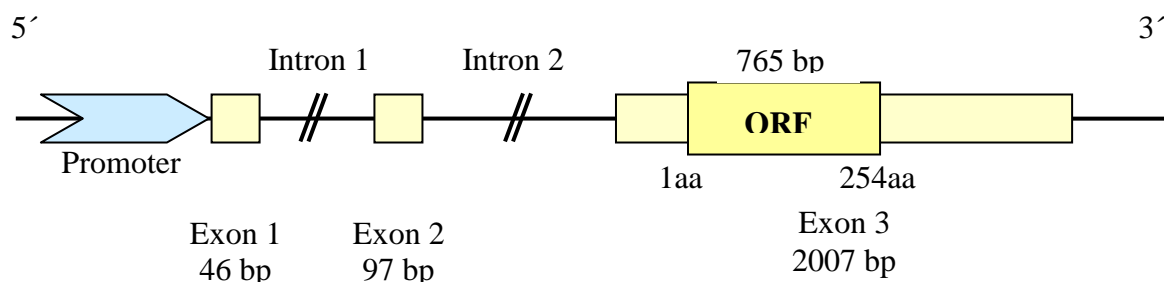 5´
3´
Intron 1
Intron 2
765 bp
ORF
Promoter
1aa
254aa
Exon 1
46 bp
Exon 2
97 bp
Exon 3
2007 bp